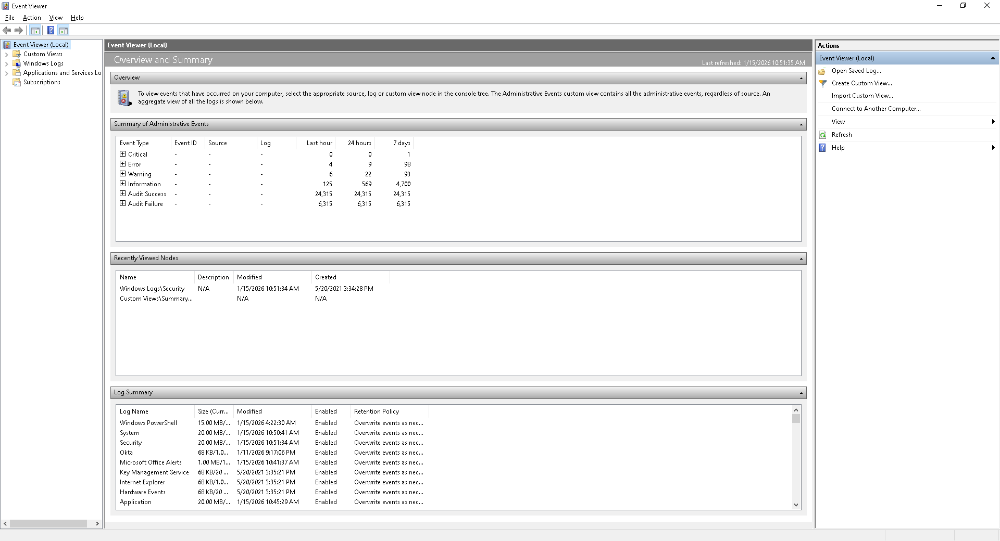 Event Viewer
File Action View Help
Event Viewer (Local)
Custom Views
Windows Logs
Applications and Services Lo
Subscriptions
Event Viewer (Local)
Overview and Summary
Last refreshed: 1/15/2026 10:51:35 AM
Overview
To view events that have occurred on your computer, select the appropriate source, log or custom view node in the console tree. The Administrative Events custom view contains all the administrative events, regardless of source. An
aggregate view of all the logs is shown below.
Summary of Administrative Events
Event Type Event ID Source Log Last hour 24 hours 7 days
Critical - - - 0 0 1
Error - - - 4 9 98
Warning - - - 6 22 93
Information - - - 125 569 4,700
Audit Success - - - 24,315 24,315 24,315
Audit Failure - - - 6,315 6,315 6,315
Recently Viewed Nodes
Name Description Modified Created
Windows Logs\Security N/A 1/15/2026 10:51:34 AM 5/20/2021 3:34:28 PM
Custom Views\Summary... N/A N/A
Log Summary
Log Name Size (Curr... Modified Enabled Retention Policy
Windows PowerShell 15.00 MB/... 1/15/2026 4:22:30 AM Enabled Overwrite events as nec...
System 20.00 MB/... 1/15/2026 10:50:41 AM Enabled Overwrite events as nec...
Security 20.00 MB/... 1/15/2026 10:51:34 AM Enabled Overwrite events as nec...
Okta 68 KB/1.0... 1/11/2026 9:17:06 PM Enabled Overwrite events as nec...
Microsoft Office Alerts 1.00 MB/1... 1/15/2026 10:41:37 AM Enabled Overwrite events as nec...
Key Management Service 68 KB/20 ... 5/20/2021 3:35:21 PM Enabled Overwrite events as nec...
Internet Explorer 68 KB/1.0... 5/20/2021 3:35:21 PM Enabled Overwrite events as nec...
Hardware Events 68 KB/20 ... 5/20/2021 3:35:21 PM Enabled Overwrite events as nec...
Application 20.00 MB/... 1/15/2026 10:45:29 AM Enabled Overwrite events as nec...
Actions
Event Viewer (Local)
Open Saved Log...
Create Custom View...
Import Custom View...
Connect to Another Computer...
View
Refresh
Help